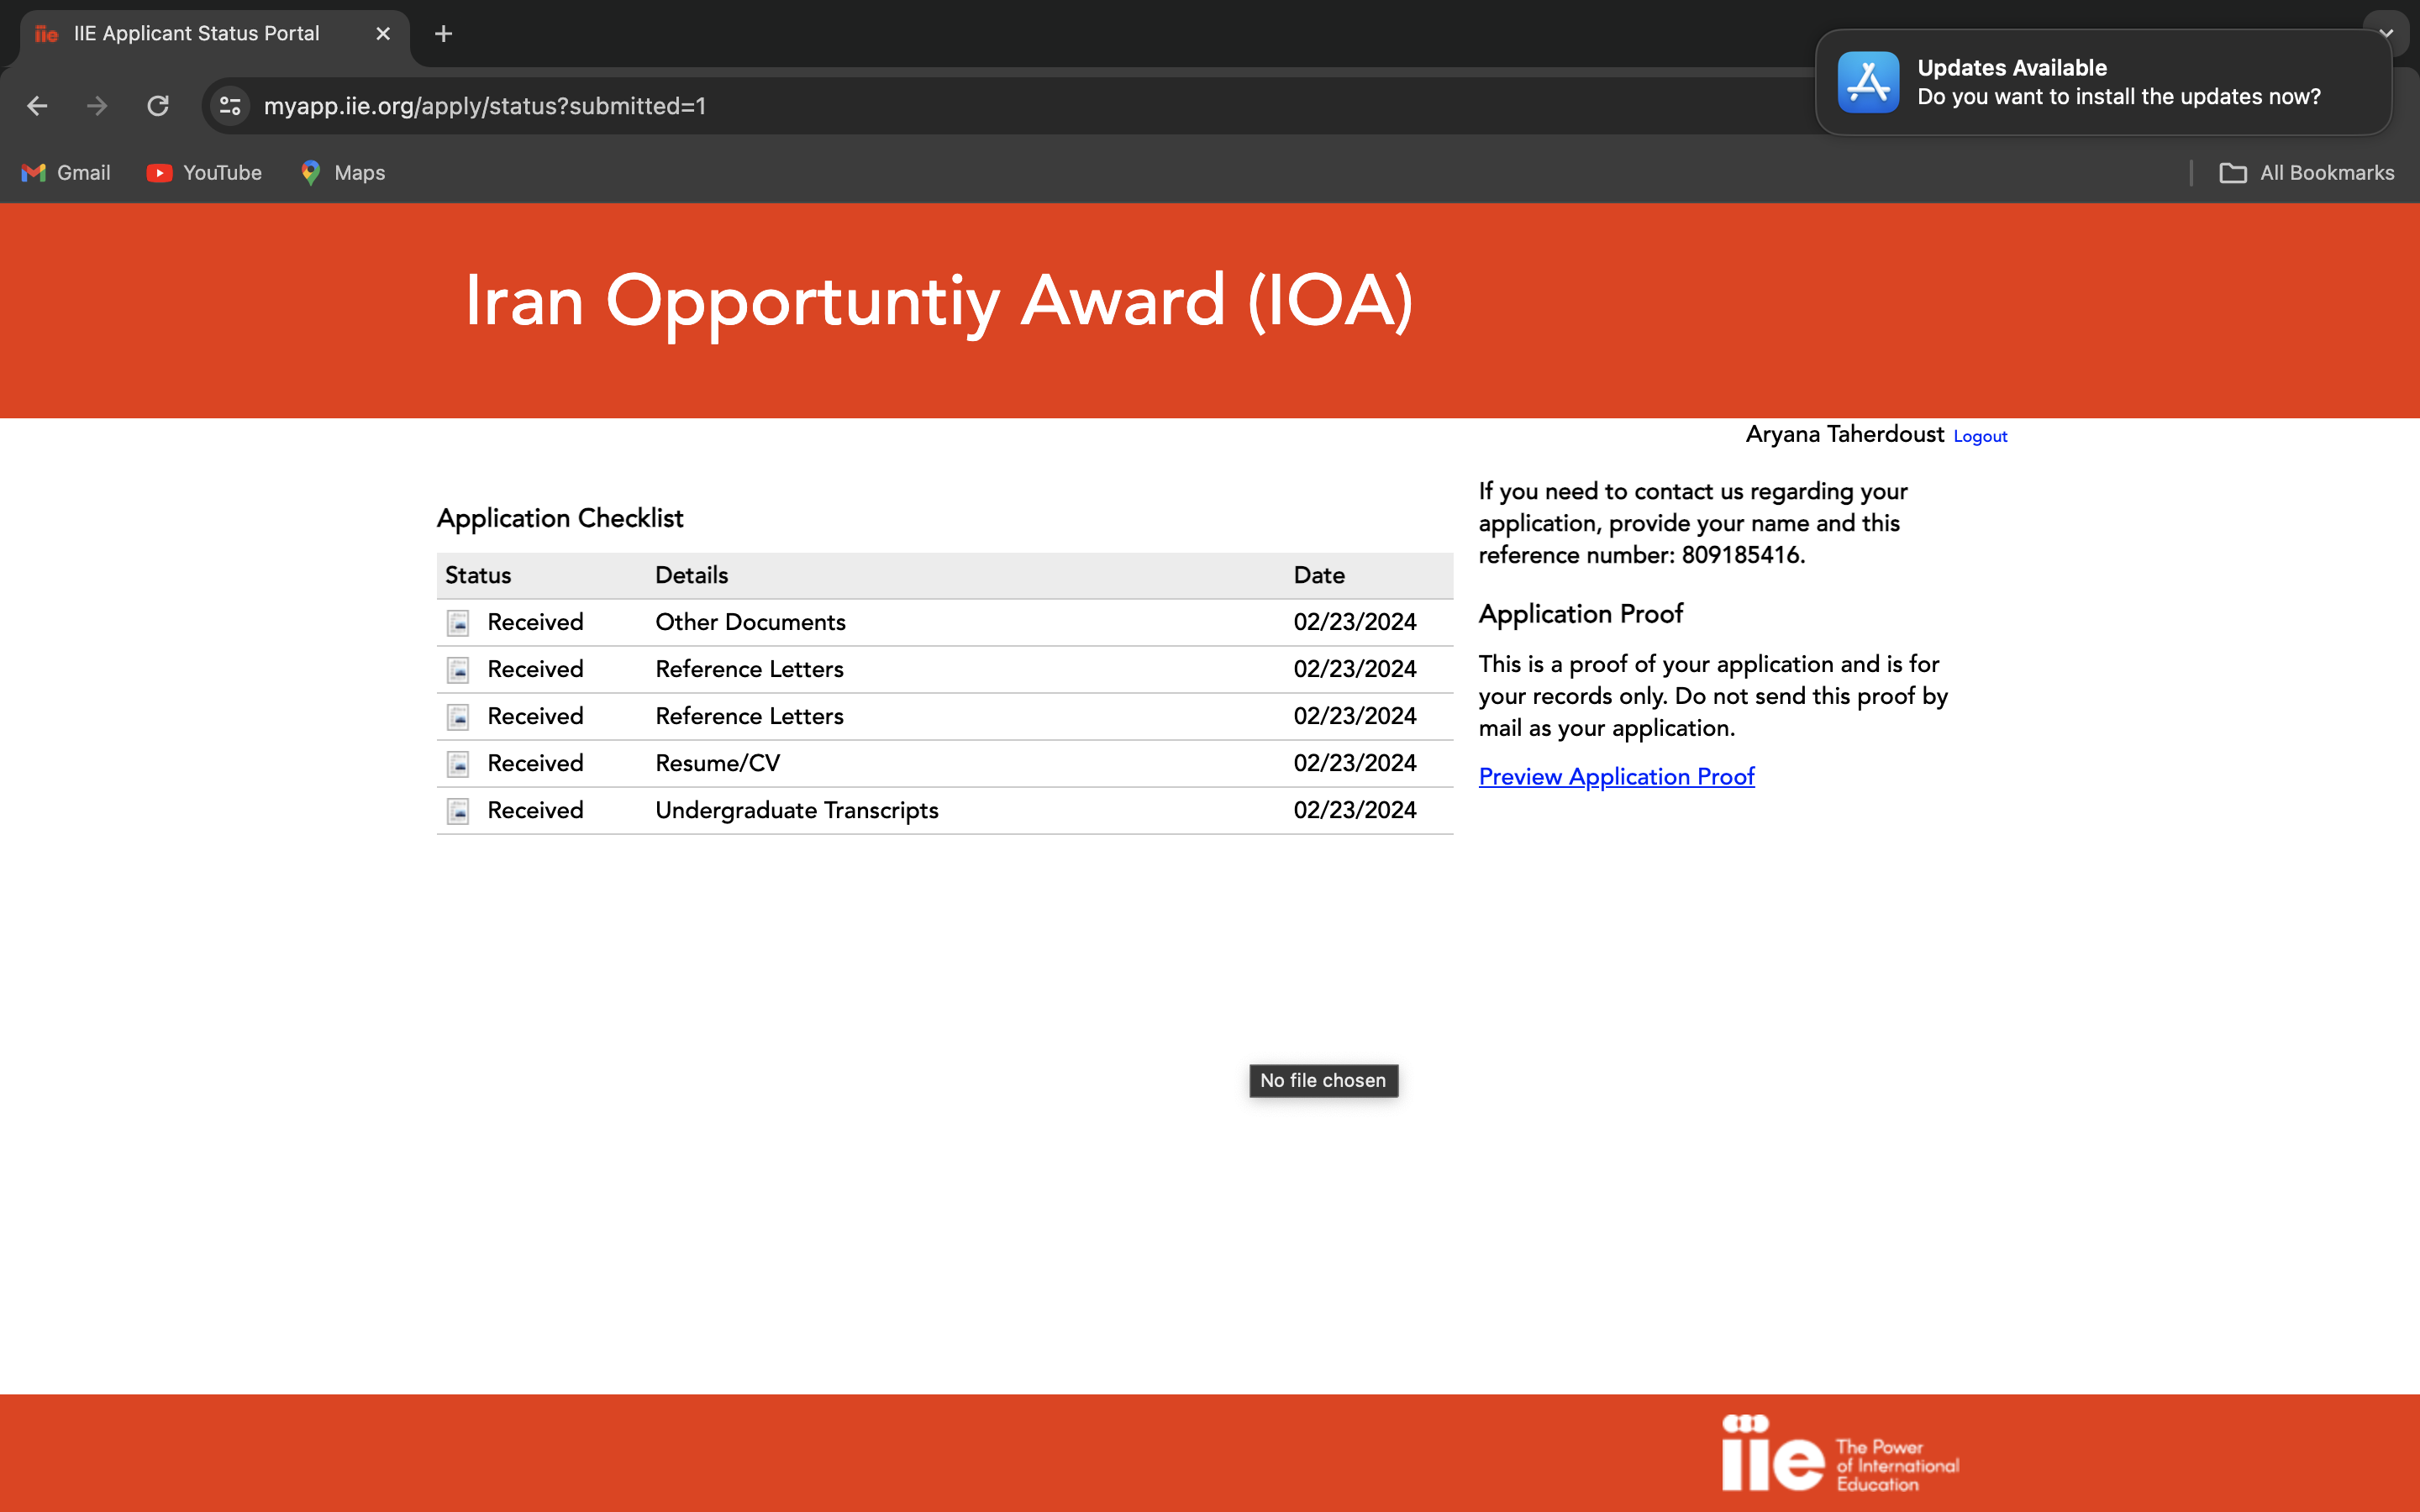 IIE Applicant Status Portal
Updates Available
Do you want to install the updates now?
myapp.iie.org/apply/status?submitted=1
Gmail YouTube Maps All Bookmarks
Iran Opportuntiy Award (IOA)
Aryana Taherdoust Logout
Application Checklist
Status Details Date
Received Other Documents 02/23/2024
Received Reference Letters 02/23/2024
Received Reference Letters 02/23/2024
Received Resume/CV 02/23/2024
Received Undergraduate Transcripts 02/23/2024
If you need to contact us regarding your
application, provide your name and this
reference number: 809185416.
Application Proof
This is a proof of your application and is for
your records only. Do not send this proof by
mail as your application.
Preview Application Proof
No file chosen
iie
The Power
of International
Education